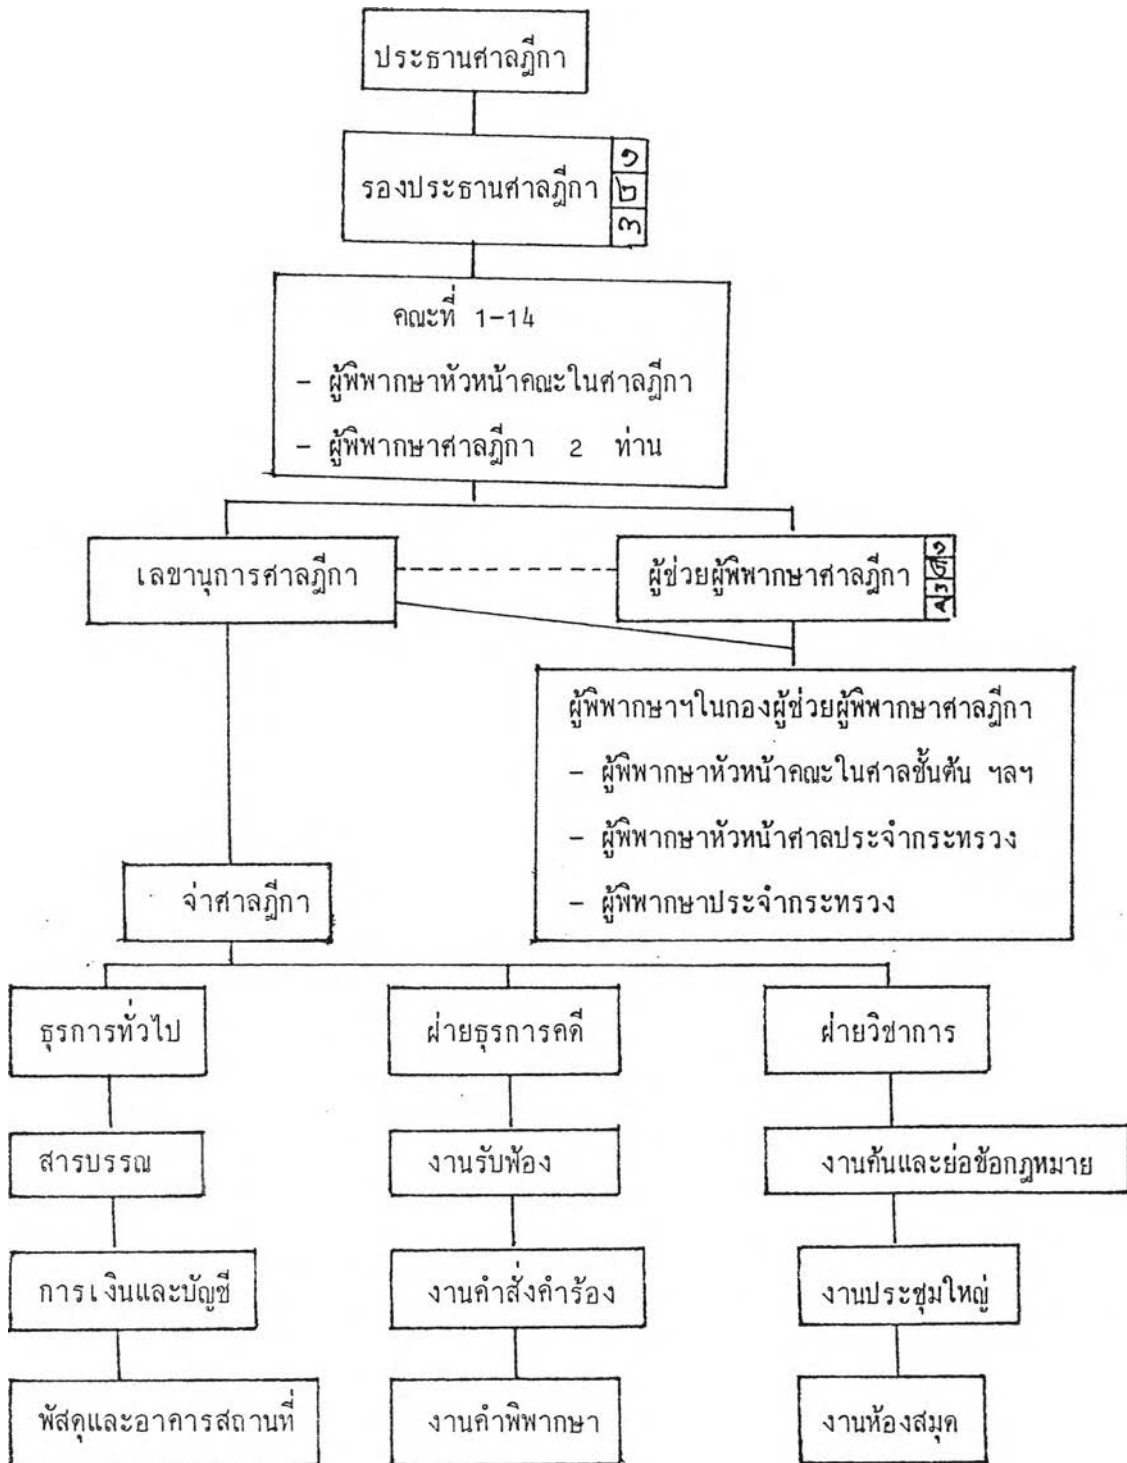 ประธานศาลฎีกา
รองประธานศาลฎีกา
๑
๒
๓
คณะที่ 1-14
- ผู้พิพากษาหัวหน้าคณะในศาลฎีกา
- ผู้พิพากษาศาลฎีกา 2 ท่าน
เลขานุการศาลฎีกา
ผู้ช่วยผู้พิพากษาศาลฎีกา
ผู้พิพากษาฯในกองผู้ช่วยผู้พิพากษาศาลฎีกา
- ผู้พิพากษาหัวหน้าคณะในศาลชั้นต้น ฯลฯ
- ผู้พิพากษาหัวหน้าศาลประจำกระทรวง
- ผู้พิพากษาประจำกระทรวง
จ่าศาลฎีกา
ธุรการทั่วไป
ฝ่ายธุรการคดี
ฝ่ายวิชาการ
สารบรรณ
งานรับฟ้อง
งานค้นและย่อข้อกฎหมาย
การเงินและบัญชี
งานคำสั่งคำร้อง
งานประชุมใหญ่
พัสดุและอาคารสถานที่
งานคำพิพากษา
งานห้องสมุด